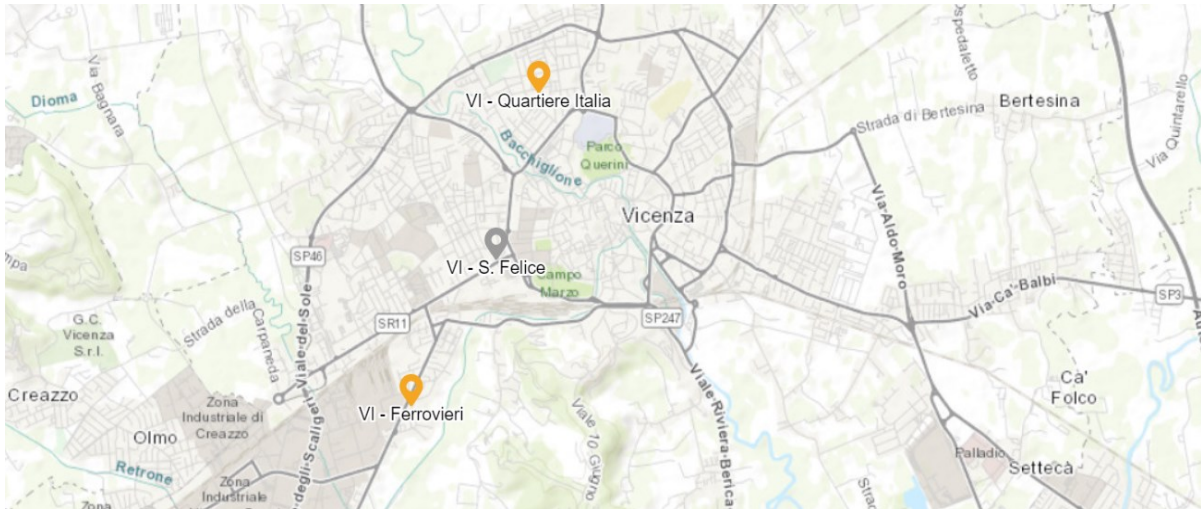 Ospedaletto
Via Bagnara
Dioma
VI - Quartiere Italia
Bertesina
Strada di Bertesina
Via Quintarello
Bacchiglione
Parco
Querini
Vicenza
Via Aldo Moro
VI - S. Felice
SP46
Campo
Marzo
Via Ca' Balbi
SP3
G.C.
Vicenza
S.r.l.
Strada della
Carpaneda
Viale del Sole
SR11
SP247
Creazzo
Zona
Industriale di
Creazzo
VI - Ferrovieri
Viale Riviera Berica
Ca'
Folco
Olmo
degli Scaligeri
Viale 10 Giugno
Retrone
Zona
Industriale
Palladio
Settecà
Zona